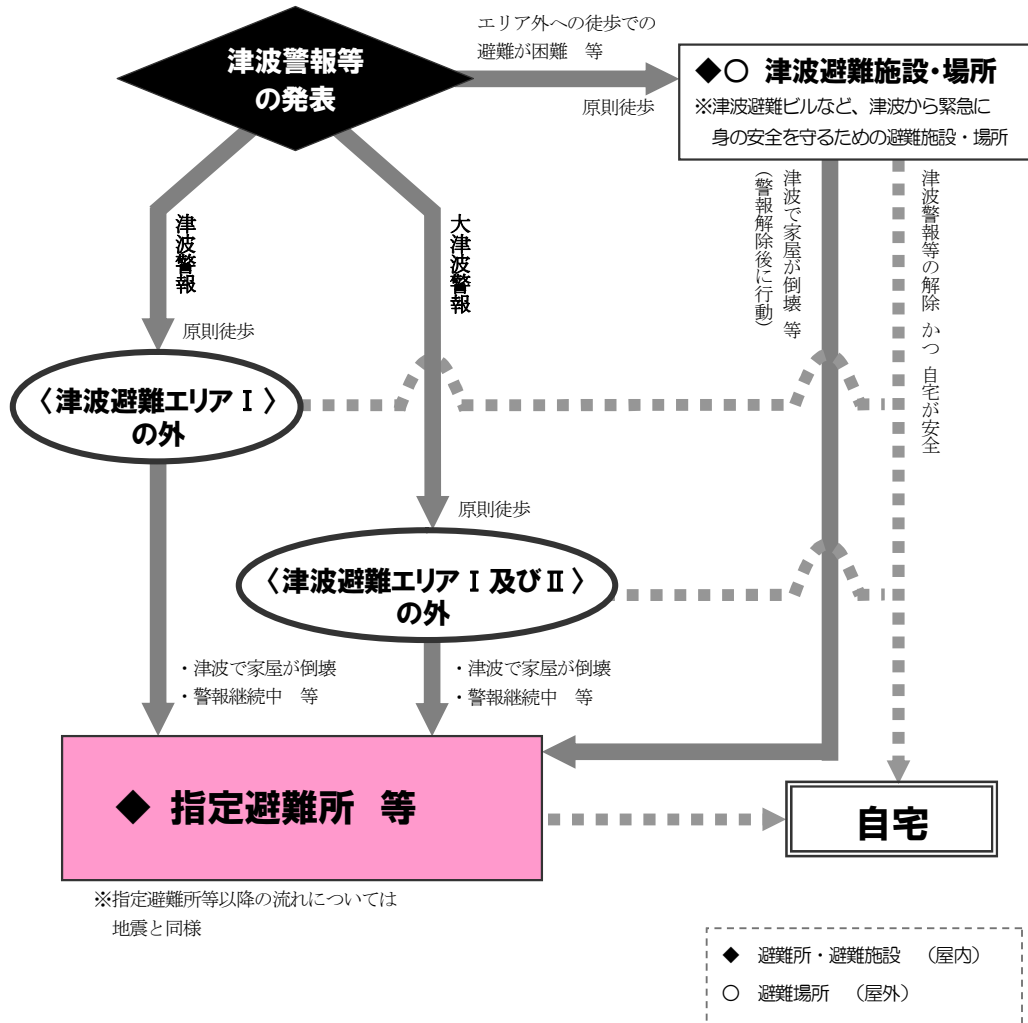 津波警報等
の発表
エリア外への徒歩での
避難が困難　等
原則徒歩
◆○ 津波避難施設・場所
※津波避難ビルなど、津波から緊急に
身の安全を守るための避難施設・場所
津波警報
大津波警報
津波で家屋が倒壊 等
（警報解除後に行動）
津波警報等の解除 かつ 自宅が安全
原則徒歩
〈津波避難エリアⅠ〉
の外
原則徒歩
〈津波避難エリアⅠ及びⅡ〉
の外
・津波で家屋が倒壊
・警報継続中　等
・津波で家屋が倒壊
・警報継続中　等
◆ 指定避難所 等
自宅
※指定避難所等以降の流れについては
地震と同様
◆　避難所・避難施設　（屋内）
○　避難場所　（屋外）